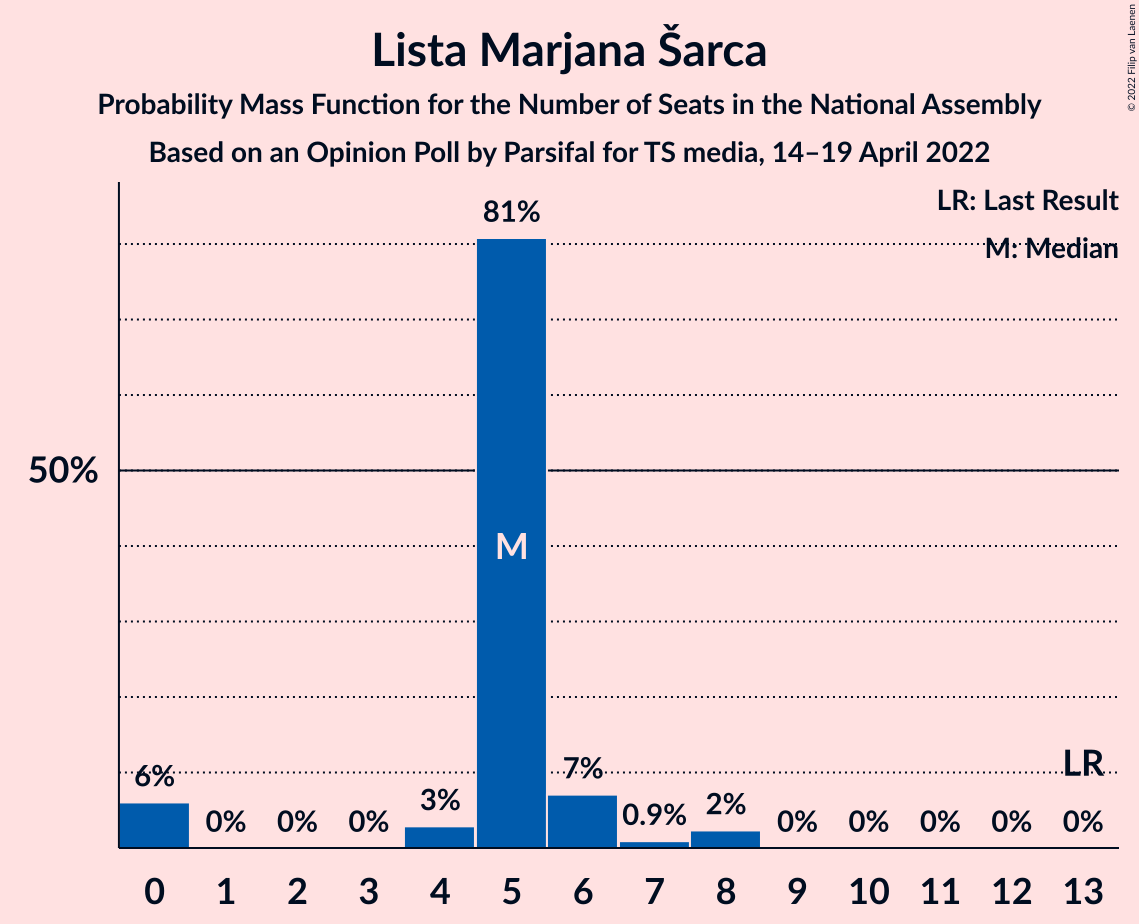 Lista Marjana Šarca
Probability Mass Function for the Number of Seats in the National Assembly
Based on an Opinion Poll by Parsifal for TS media, 14–19 April 2022
© 2022 Filip van Laenen
LR: Last Result
M: Median
81%
50%
M
6%
0%
0%
0%
3%
7%
0.9%
2%
0%
0%
0%
0%
LR
0%
0 1 2 3 4 5 6 7 8 9 10 11 12 13